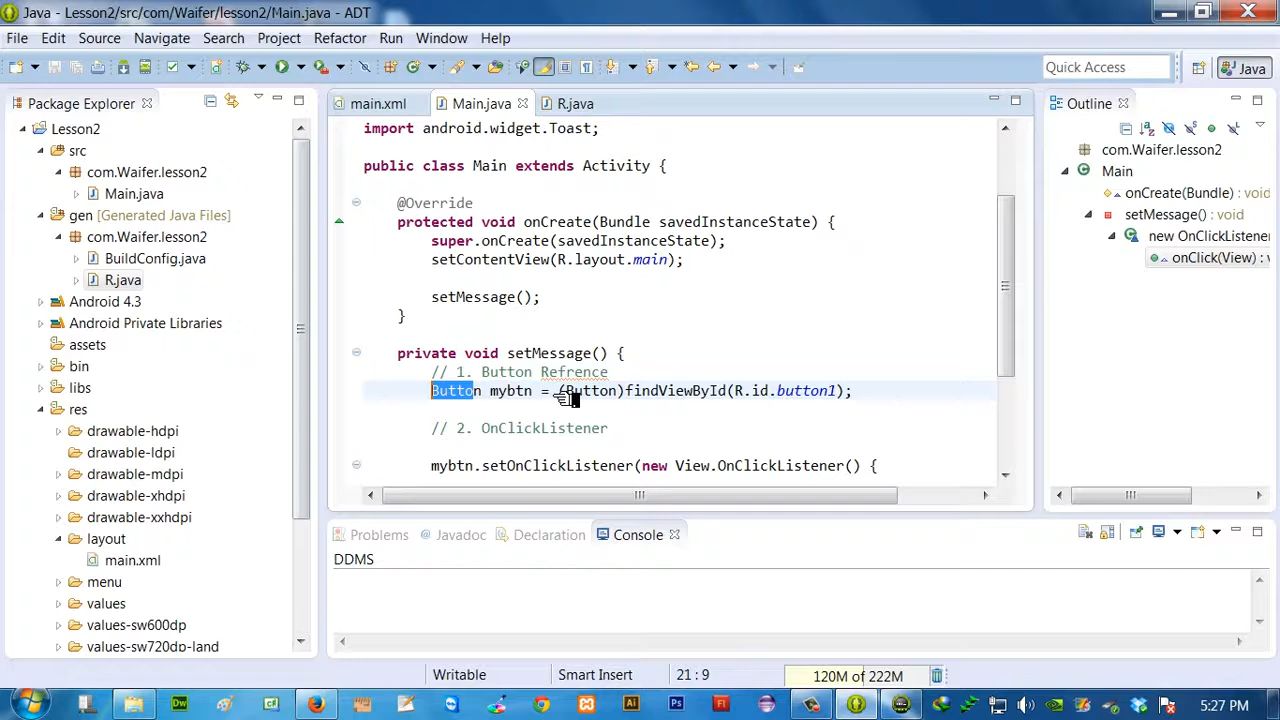 Java - Lesson2/src/com/Waifer/lesson2/Main.java - ADT
File Edit Source Navigate Search Project Refactor Run Window Help
Quick Access
Java
Package Explorer
main.xml
Main.java
R.java
Outline
Lesson2
src
com.Waifer.lesson2
Main.java
gen [Generated Java Files]
com.Waifer.lesson2
BuildConfig.java
R.java
Android 4.3
Android Private Libraries
assets
bin
libs
res
drawable-hdpi
drawable-ldpi
drawable-mdpi
drawable-xhdpi
drawable-xxhdpi
layout
main.xml
menu
values
values-sw600dp
values-sw720dp-land
import android.widget.Toast;
public class Main extends Activity {
@Override
protected void onCreate(Bundle savedInstanceState) {
super.onCreate(savedInstanceState);
setContentView(R.layout.main);
setMessage();
}
private void setMessage() {
// 1. Button Refrence
Button mybtn = (Button)findViewById(R.id.button1);
// 2. OnClickListener
mybtn.setOnClickListener(new View.OnClickListener() {
com.Waifer.lesson2
Main
onCreate(Bundle) : void
setMessage() : void
new OnClickListener
onClick(View) : v
Problems
Javadoc
Declaration
Console
DDMS
Writable
Smart Insert
21 : 9
120M of 222M
5:27 PM